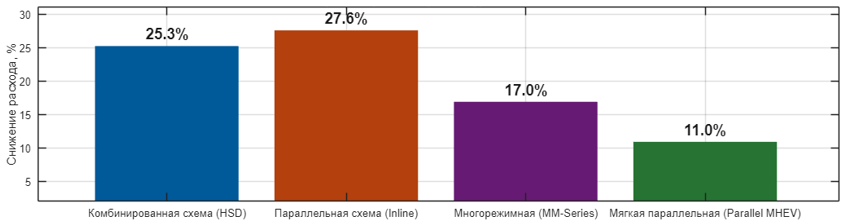 Снижение расхода, %
30
25
20
15
10
5
25.3%
27.6%
17.0%
11.0%
Комбинированная схема (HSD)
Параллельная схема (Inline)
Многорежимная (MM-Series)
Мягкая параллельная (Parallel MHEV)